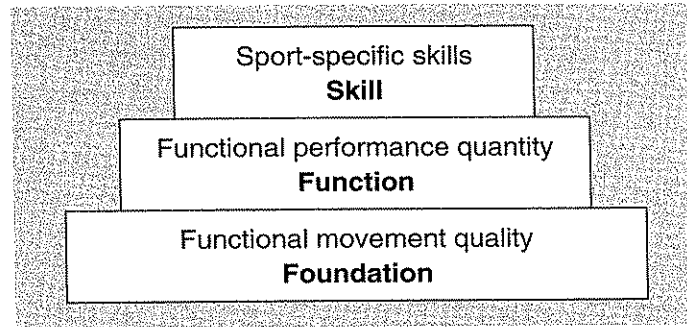 Sport-specific skills
Skill
Functional performance quantity
Function
Functional movement quality
Foundation